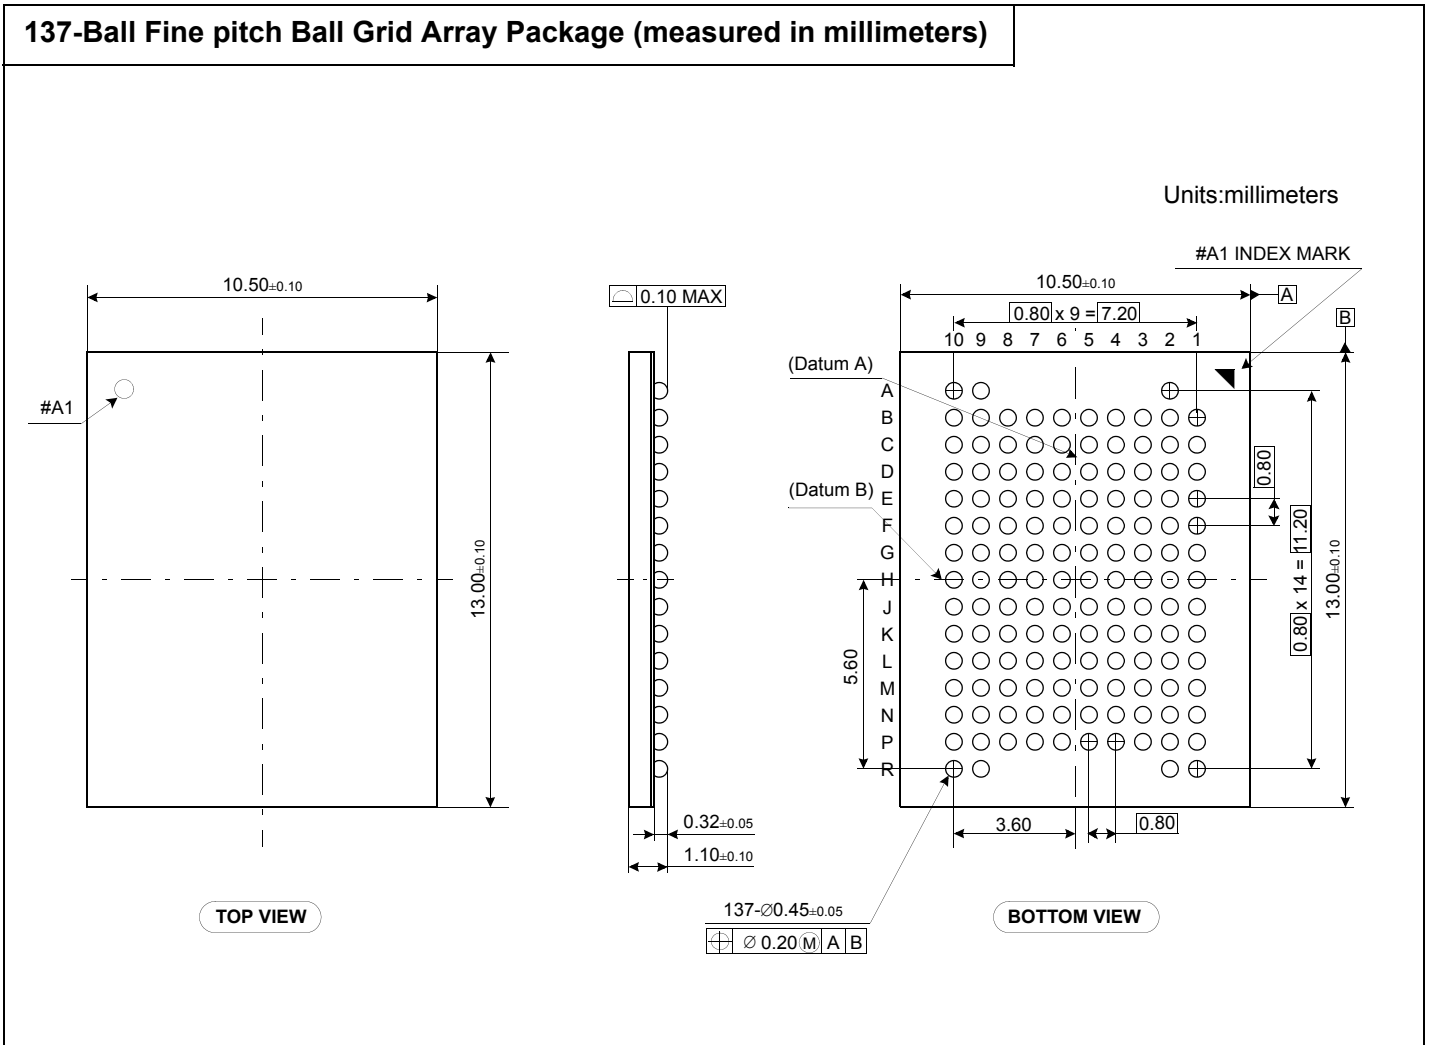 137-Ball Fine pitch Ball Grid Array Package (measured in millimeters)
Units:millimeters
#A1 INDEX MARK
10.50±0.10
0.10 MAX
10.50±0.10
A
0.80 x 9 = 7.20
B
10 9 8 7 6 5 4 3 2 1
(Datum A)
#A1
A
B
C
D
E
F
G
H
J
K
L
M
N
P
R
(Datum B)
0.80
0.80 x 14 = 11.20
13.00±0.10
13.00±0.10
5.60
0.32±0.05
1.10±0.10
3.60
0.80
TOP VIEW
137-∅0.45±0.05
∅ 0.20 Ⓜ A B
BOTTOM VIEW